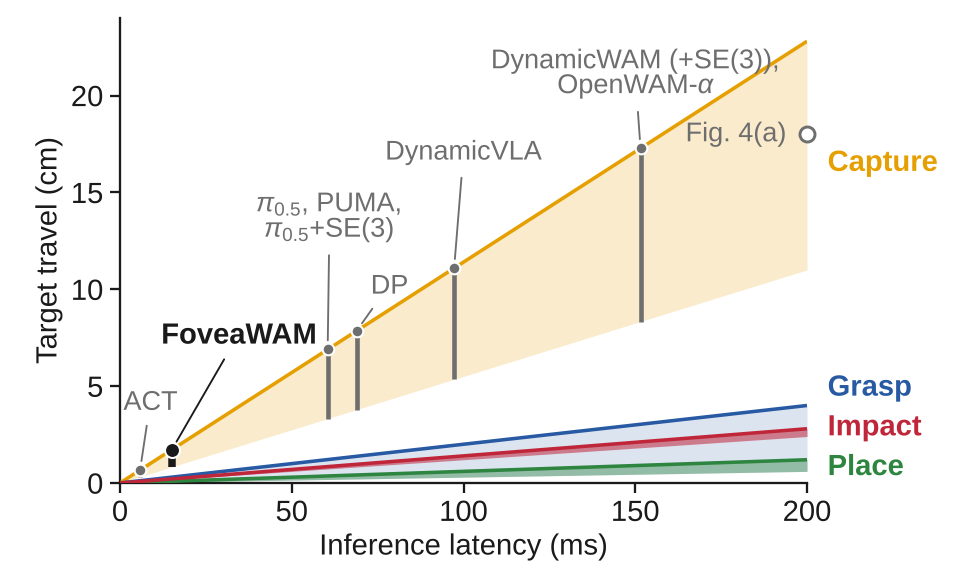 DynamicWAM (+SE(3)),
OpenWAM-α
Fig. 4(a)
DynamicVLA
π0.5, PUMA,
π0.5+SE(3)
DP
FoveaWAM
ACT
Capture
Grasp
Impact
Place
Target travel (cm)
20
15
10
5
0
0 50 100 150 200
Inference latency (ms)